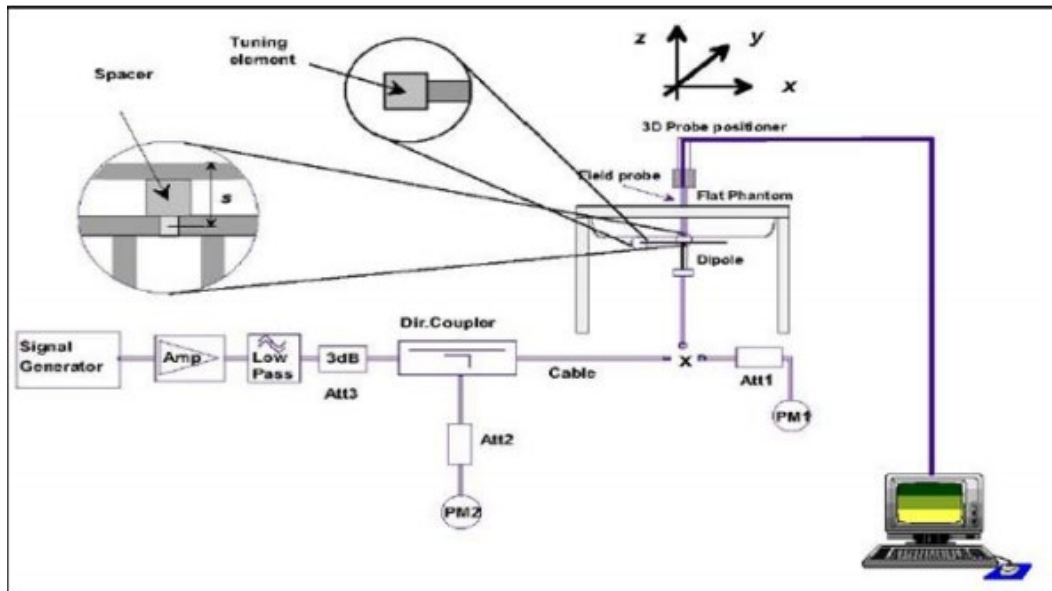 Tuning
element
Spacer
s
z
y
x
3D Probe positioner
Field probe
Flat Phantom
Dipole
Signal
Generator
Amp
Low
Pass
3dB
Att3
Dir.Coupler
Cable
X
Att1
PM1
Att2
PM2